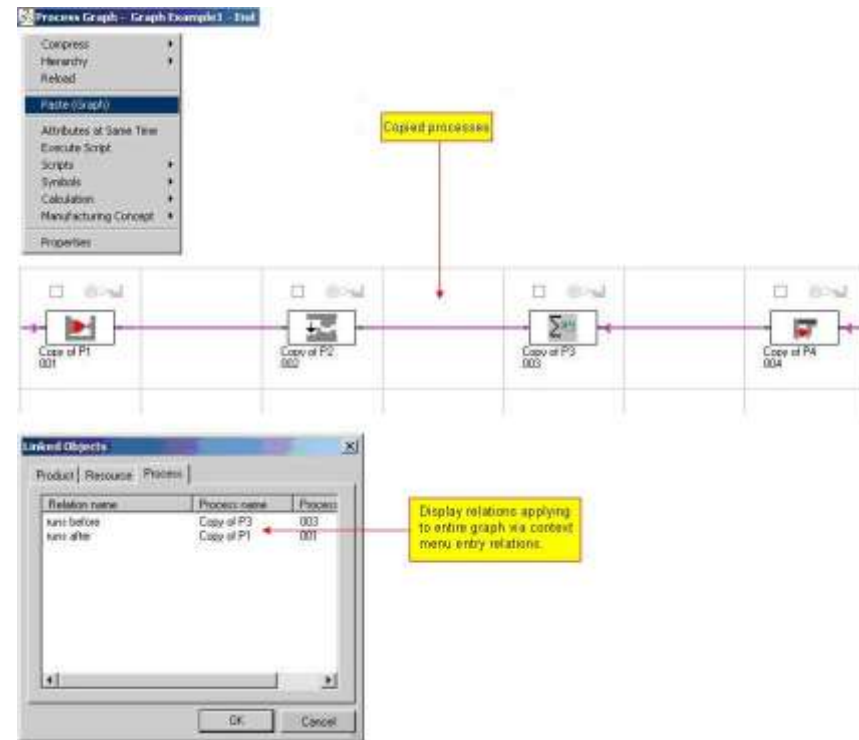 Process Graph - Graph Example1 -
Compress
Hierarchy
Reload
Paste (Graph)
Attributes at Same Time
Execute Script
Scripts
Symbols
Calculation
Manufacturing Concept
Properties
Copied processes
Copy of P1
001
Copy of P2
002
Copy of P3
003
Copy of P4
004
Linked Objects
Product Resource Process
Relation name Process name Process
runs before Copy of P3 003
runs after Copy of P1 001
Display relations applying
to entire graph via context
menu entry relations.
OK Cancel